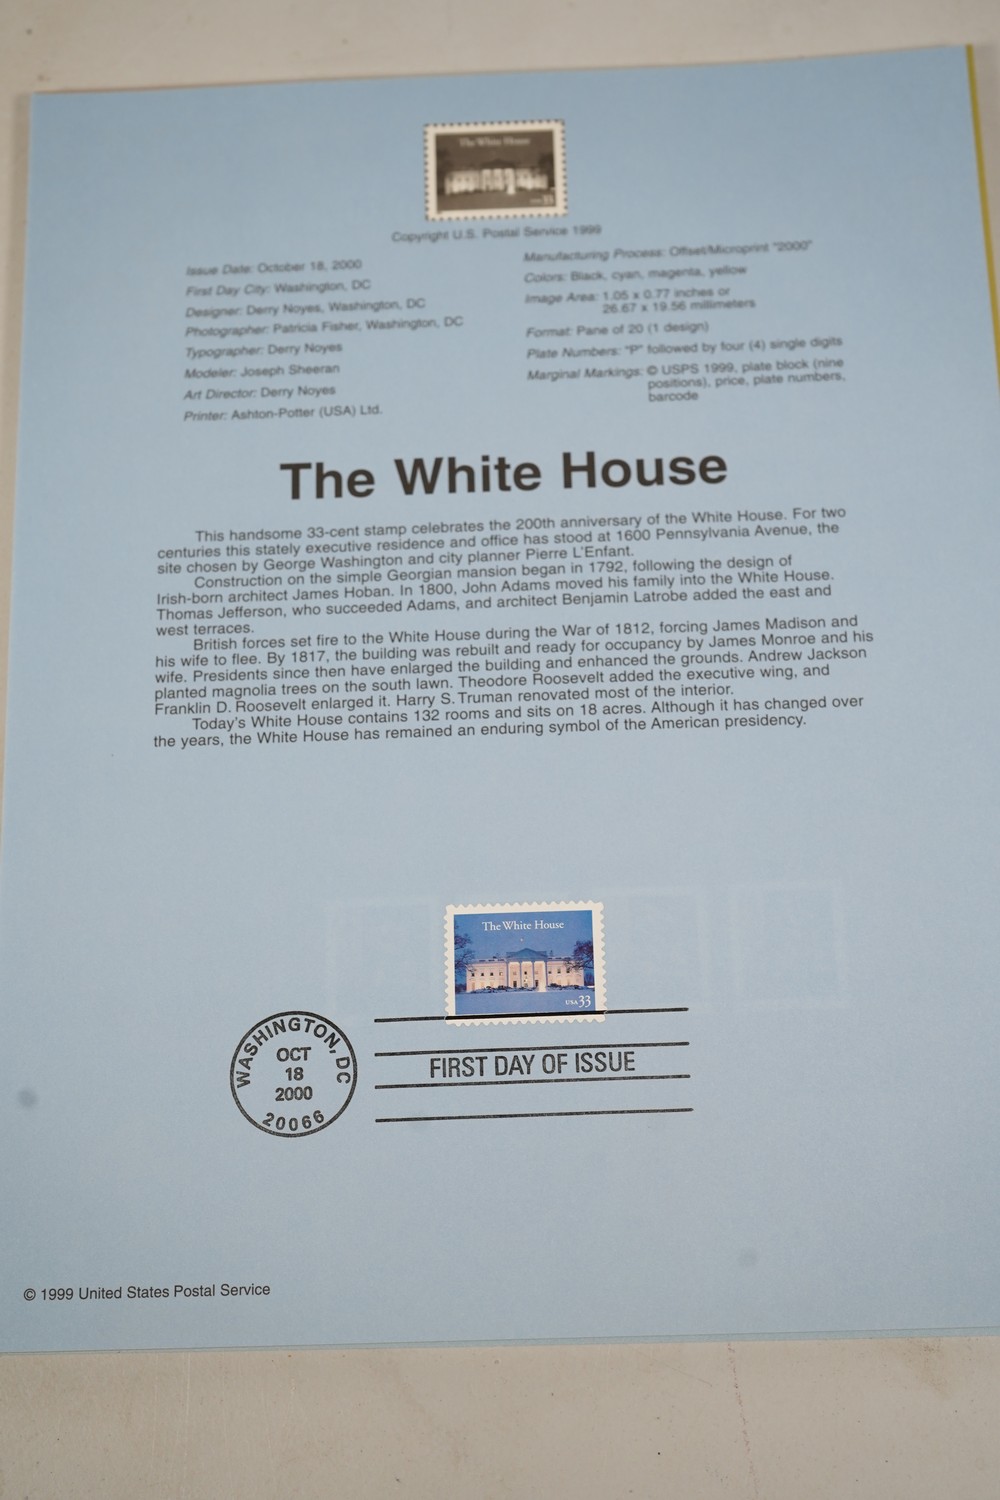 The White House
33
Copyright U.S. Postal Service 1999
Issue Date: October 18, 2000
First Day City: Washington, DC
Designer: Derry Noyes, Washington, DC
Photographer: Patricia Fisher, Washington, DC
Typographer: Derry Noyes
Modeler: Joseph Sheeran
Art Director: Derry Noyes
Printer: Ashton-Potter (USA) Ltd.
Manufacturing Process: Offset/Microprint "2000"
Colors: Black, cyan, magenta, yellow
Image Area: 1.05 x 0.77 inches or
26.67 x 19.56 millimeters
Format: Pane of 20 (1 design)
Plate Numbers: "P" followed by four (4) single digits
Marginal Markings: © USPS 1999, plate block (nine
positions), price, plate numbers,
barcode
The White House
This handsome 33-cent stamp celebrates the 200th anniversary of the White House. For two
centuries this stately executive residence and office has stood at 1600 Pennsylvania Avenue, the
site chosen by George Washington and city planner Pierre L'Enfant.
Construction on the simple Georgian mansion began in 1792, following the design of
Irish-born architect James Hoban. In 1800, John Adams moved his family into the White House.
Thomas Jefferson, who succeeded Adams, and architect Benjamin Latrobe added the east and
west terraces.
British forces set fire to the White House during the War of 1812, forcing James Madison and
his wife to flee. By 1817, the building was rebuilt and ready for occupancy by James Monroe and his
wife. Presidents since then have enlarged the building and enhanced the grounds. Andrew Jackson
planted magnolia trees on the south lawn. Theodore Roosevelt added the executive wing, and
Franklin D. Roosevelt enlarged it. Harry S. Truman renovated most of the interior.
Today's White House contains 132 rooms and sits on 18 acres. Although it has changed over
the years, the White House has remained an enduring symbol of the American presidency.
The White House
USA 33
WASHINGTON, DC
OCT
18
2000
20066
FIRST DAY OF ISSUE
© 1999 United States Postal Service